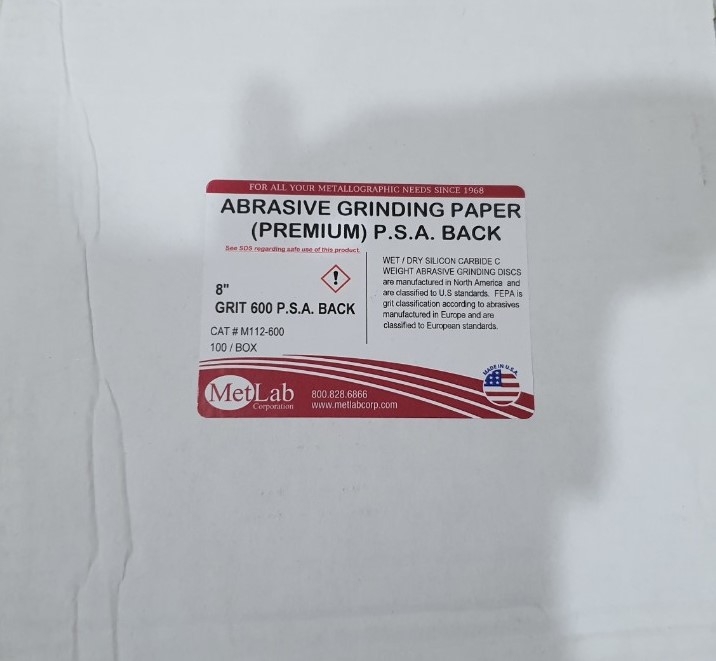 FOR ALL YOUR METALLOGRAPHIC NEEDS SINCE 1968
ABRASIVE GRINDING PAPER
(PREMIUM) P.S.A. BACK
See SDS regarding safe use of this product.
8"
GRIT 600 P.S.A. BACK
CAT # M112-600
100 / BOX
WET / DRY SILICON CARBIDE C
WEIGHT ABRASIVE GRINDING DISCS
are manufactured in North America and
are classified to U.S standards. FEPA is
grit classification according to abrasives
manufactured in Europe and are
classified to European standards.
MetLab
Corporation
800.828.6866
www.metlabcorp.com
MADE IN U.S.A.